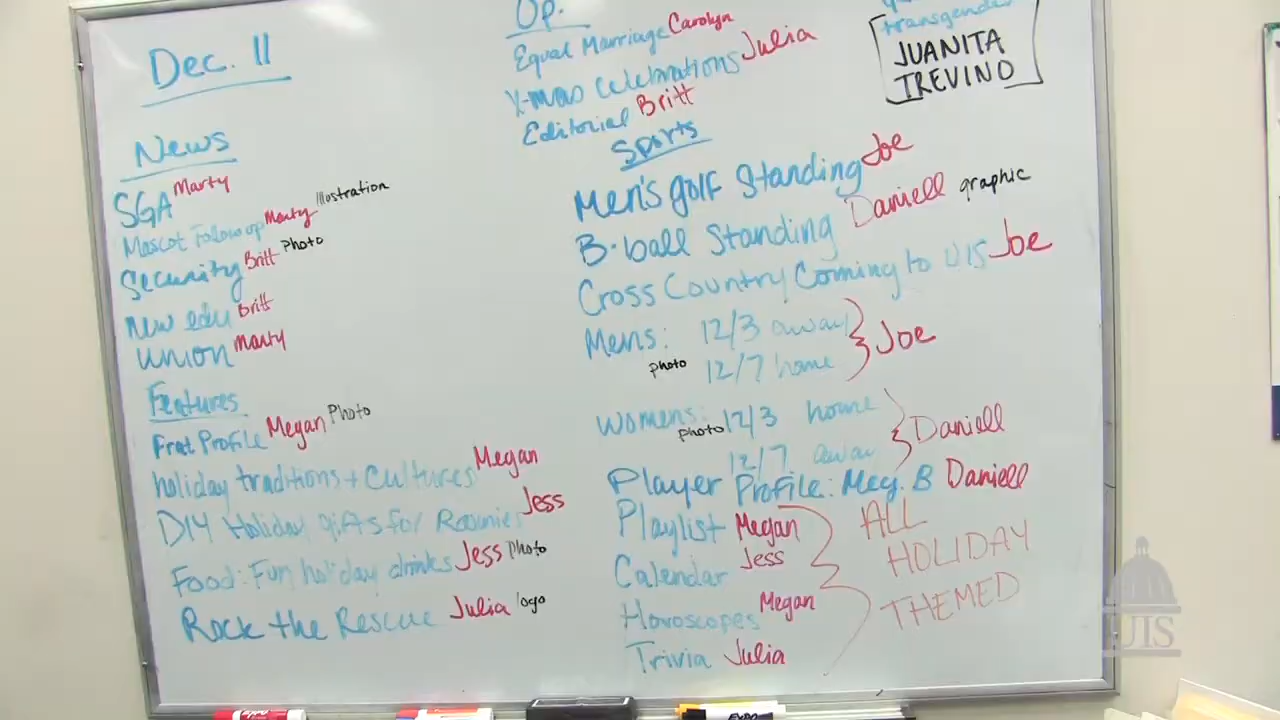 Dec. 11
News
SGA Marty
Mascot Followup Marty Illustration
Security Britt Photo
New edu Britt
Union Marty
Features
Frat Profile Megan Photo
holiday traditions + Cultures Megan
DIY Holiday gifts for Roomies Jess
Food: Fun holiday drinks Jess Photo
Rock the Rescue Julia logo
Op.
Equal Marriage Carolyn
X-mas Celebrations Julia
Editorial Britt
Sports
Men's golf Standing Joe
B-ball Standing Daniell graphic
Cross Country Coming to UIS Joe
Mens: 12/3 away
photo 12/7 home
Joe
Womens: 12/3 home
photo
12/7 away
Daniell
Player Profile: Meg. B Daniell
Playlist Megan
Calendar Jess
Horoscopes Megan
Trivia Julia
ALL
HOLIDAY
THEMED
transgender
JUANITA
TREVINO
UIS
EXPO